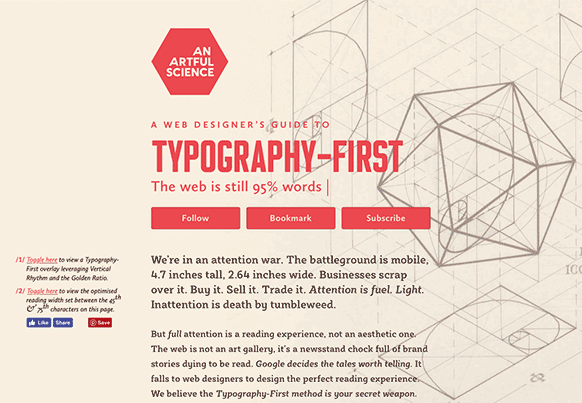 AN
ARTFUL
SCIENCE
A WEB DESIGNER'S GUIDE TO
TYPOGRAPHY-FIRST
The web is still 95% words |
Follow
Bookmark
Subscribe
/1/ Toggle here to view a Typography-
First overlay leveraging Vertical
Rhythm and the Golden Ratio.
/2/ Toggle here to view the optimised
reading width set between the 45th
& 75th characters on this page.
Like
Share
Save
We're in an attention war. The battleground is mobile,
4.7 inches tall, 2.64 inches wide. Businesses scrap
over it. Buy it. Sell it. Trade it. Attention is fuel. Light.
Inattention is death by tumbleweed.
But full attention is a reading experience, not an aesthetic one.
The web is not an art gallery, it's a newsstand chock full of brand
stories dying to be read. Google decides the tales worth telling. It
falls to web designers to design the perfect reading experience.
We believe the Typography-First method is your secret weapon.